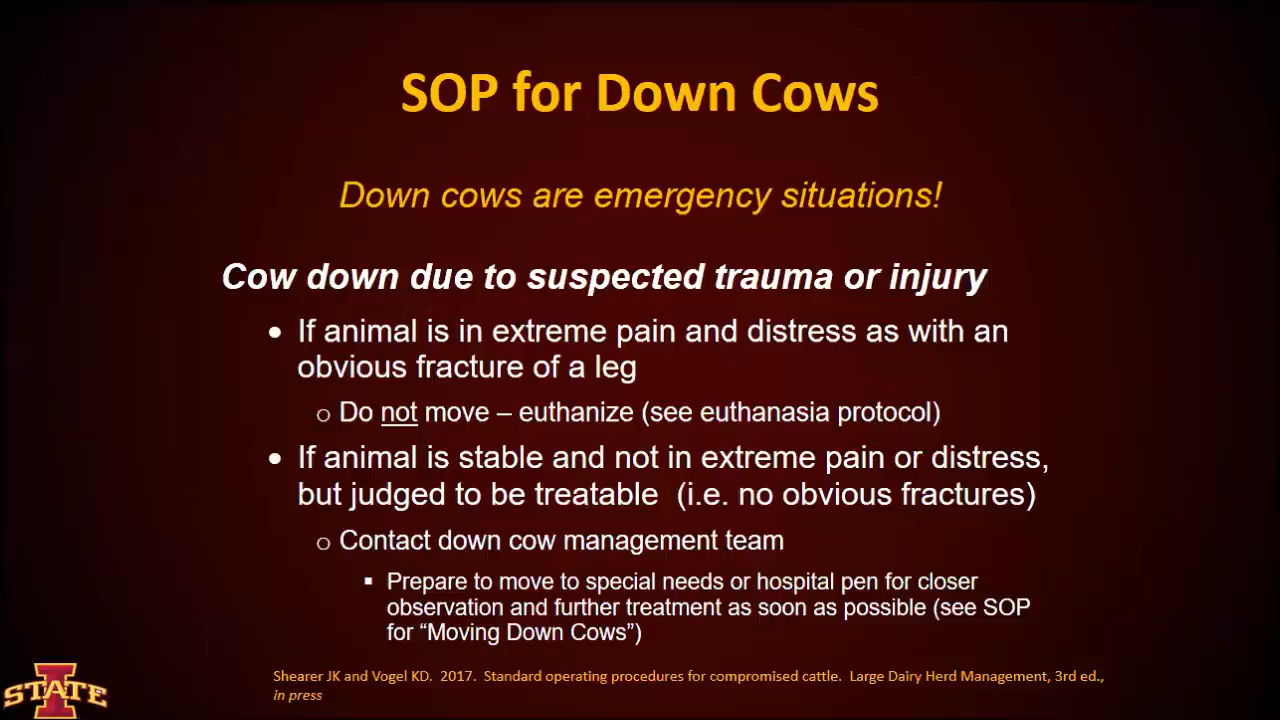 SOP for Down Cows
Down cows are emergency situations!
Cow down due to suspected trauma or injury
• If animal is in extreme pain and distress as with an
obvious fracture of a leg
o Do not move – euthanize (see euthanasia protocol)
• If animal is stable and not in extreme pain or distress,
but judged to be treatable (i.e. no obvious fractures)
o Contact down cow management team
▪ Prepare to move to special needs or hospital pen for closer
observation and further treatment as soon as possible (see SOP
for “Moving Down Cows”)
Shearer JK and Vogel KD. 2017. Standard operating procedures for compromised cattle. Large Dairy Herd Management, 3rd ed.,
in press
I
STATE